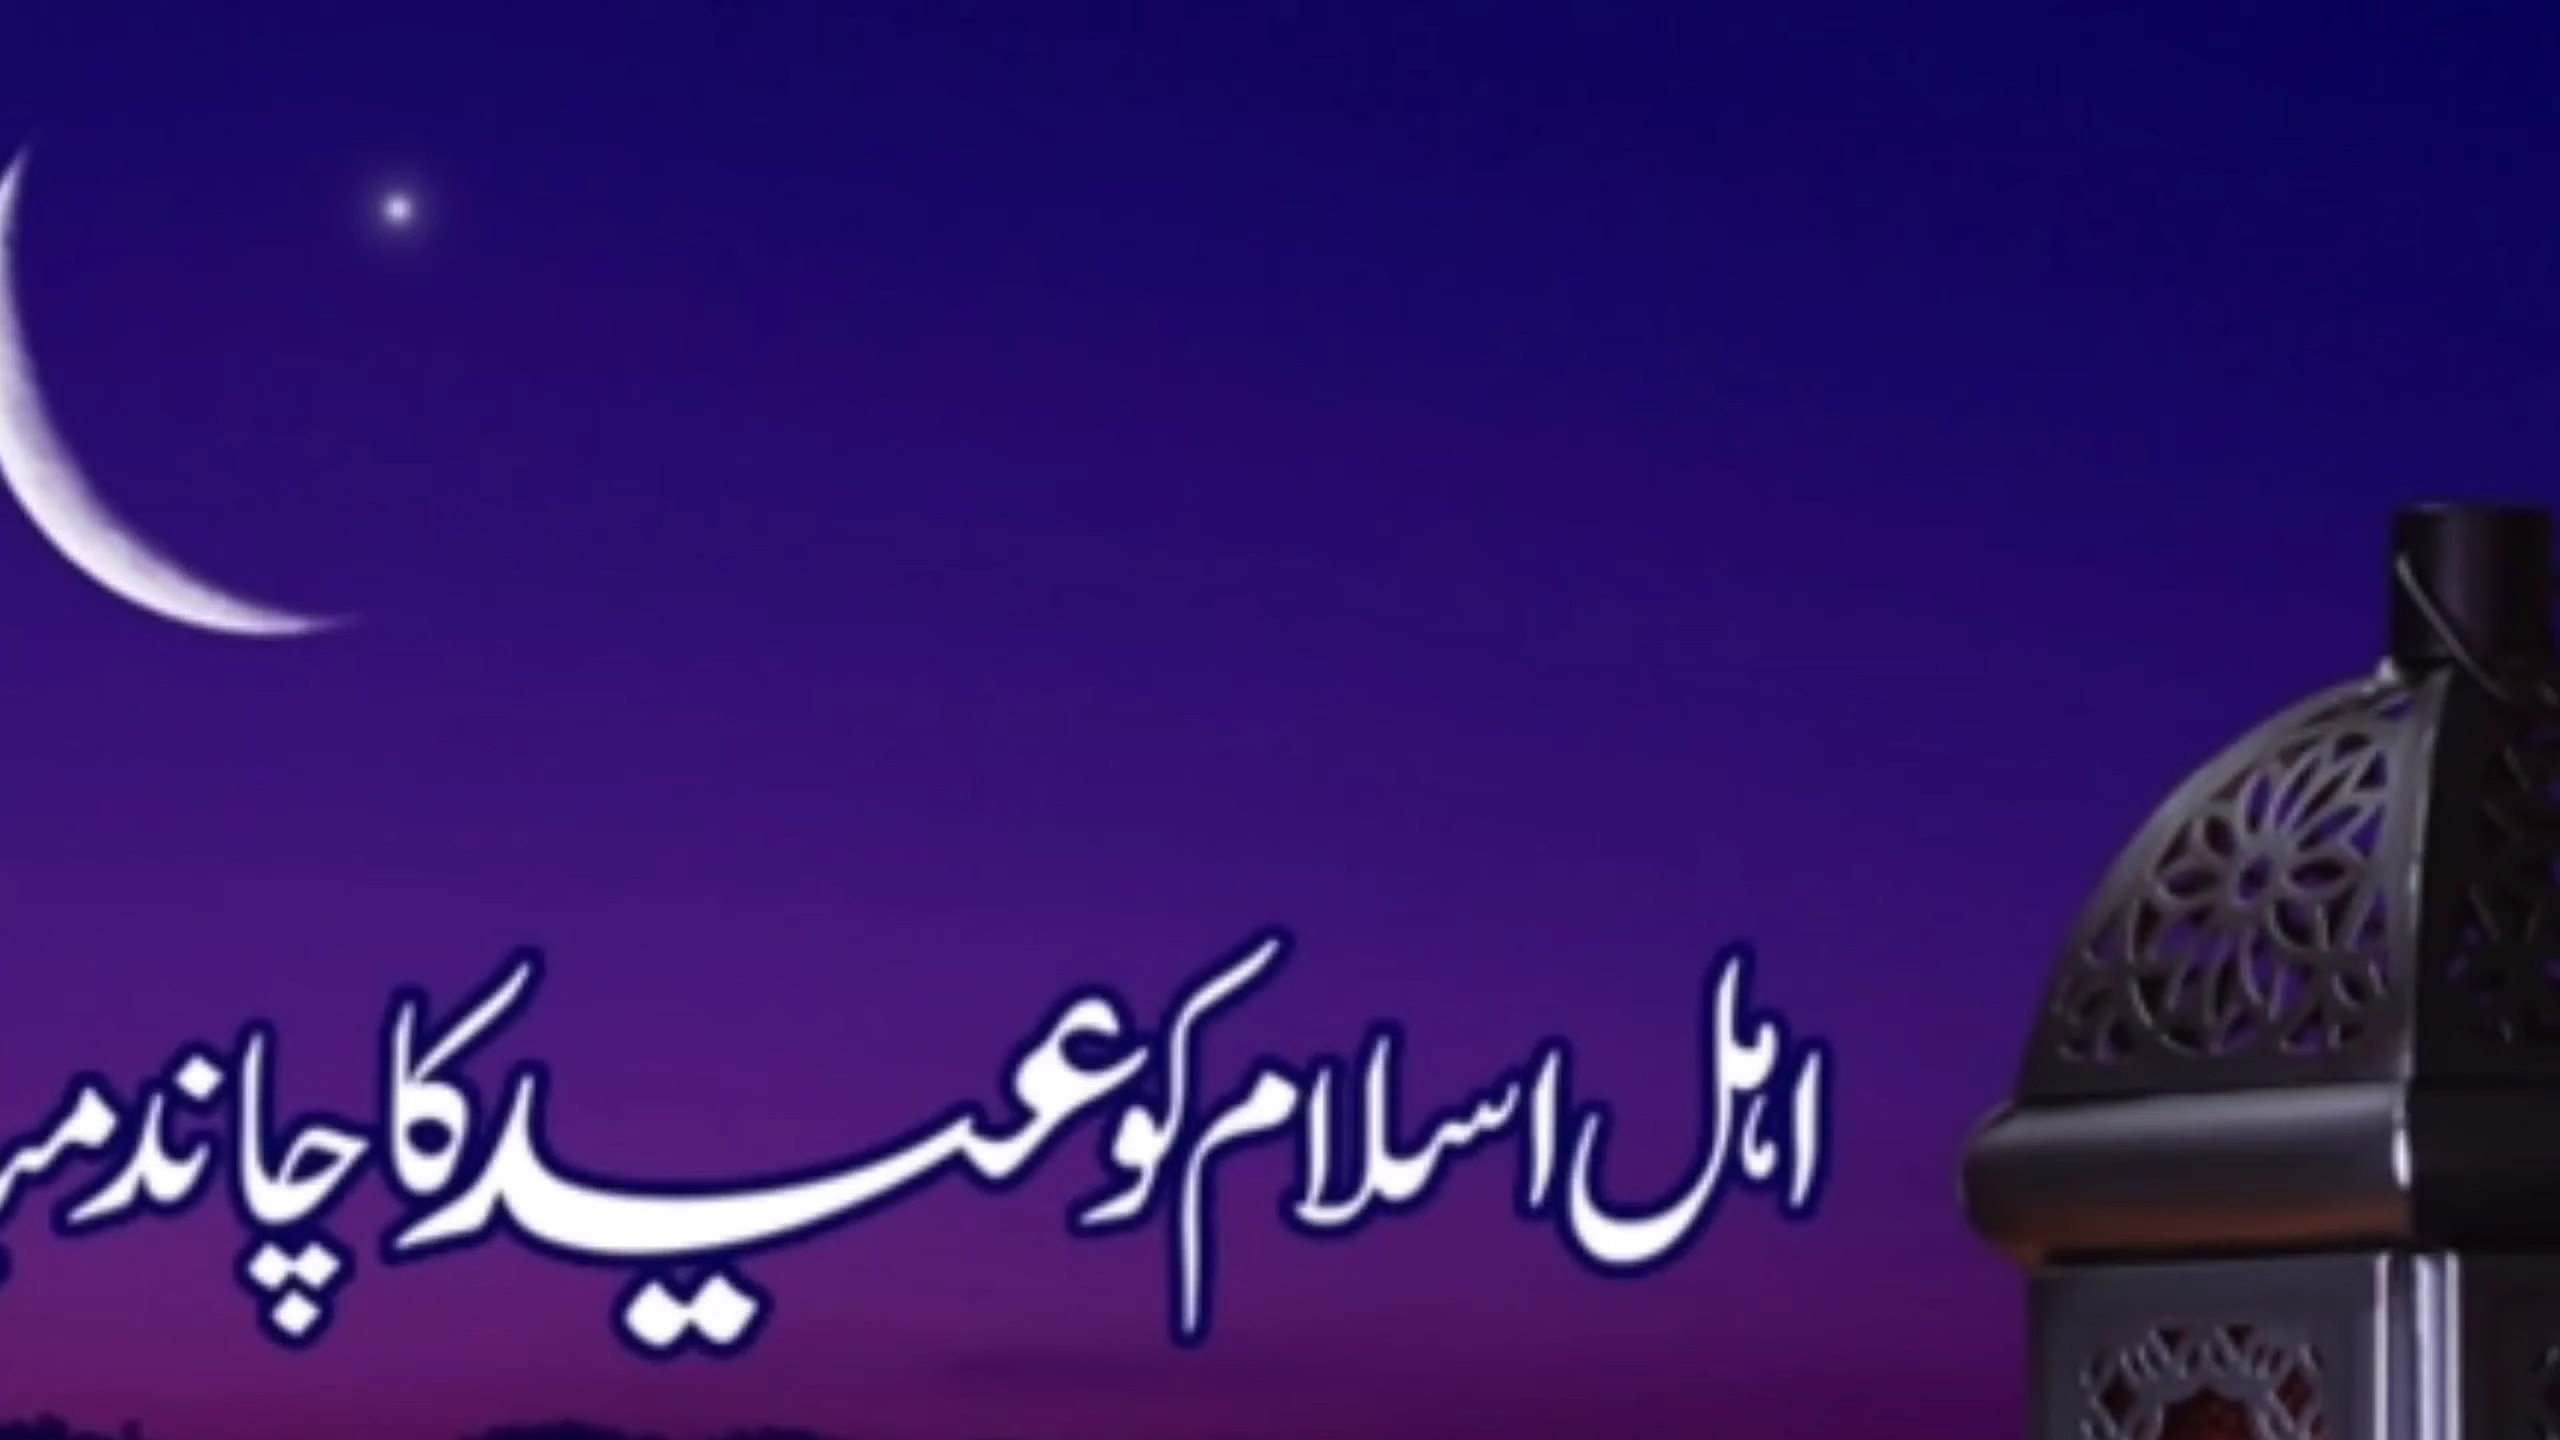 اہل اسلام کو عید کا چاند